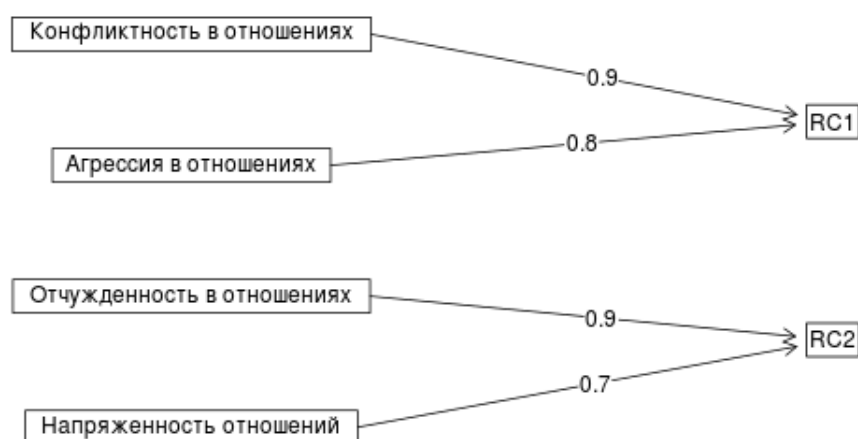 Конфликтность в отношениях
0.9
RC1
0.8
Агрессия в отношениях
Отчужденность в отношениях
0.9
RC2
0.7
Напряженность отношений